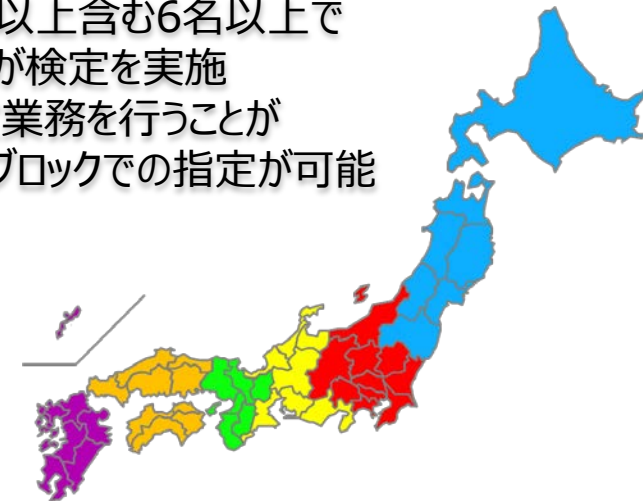 以上含む6名以上で
が検定を実施
業務を行うことが
ブロックでの指定が可能